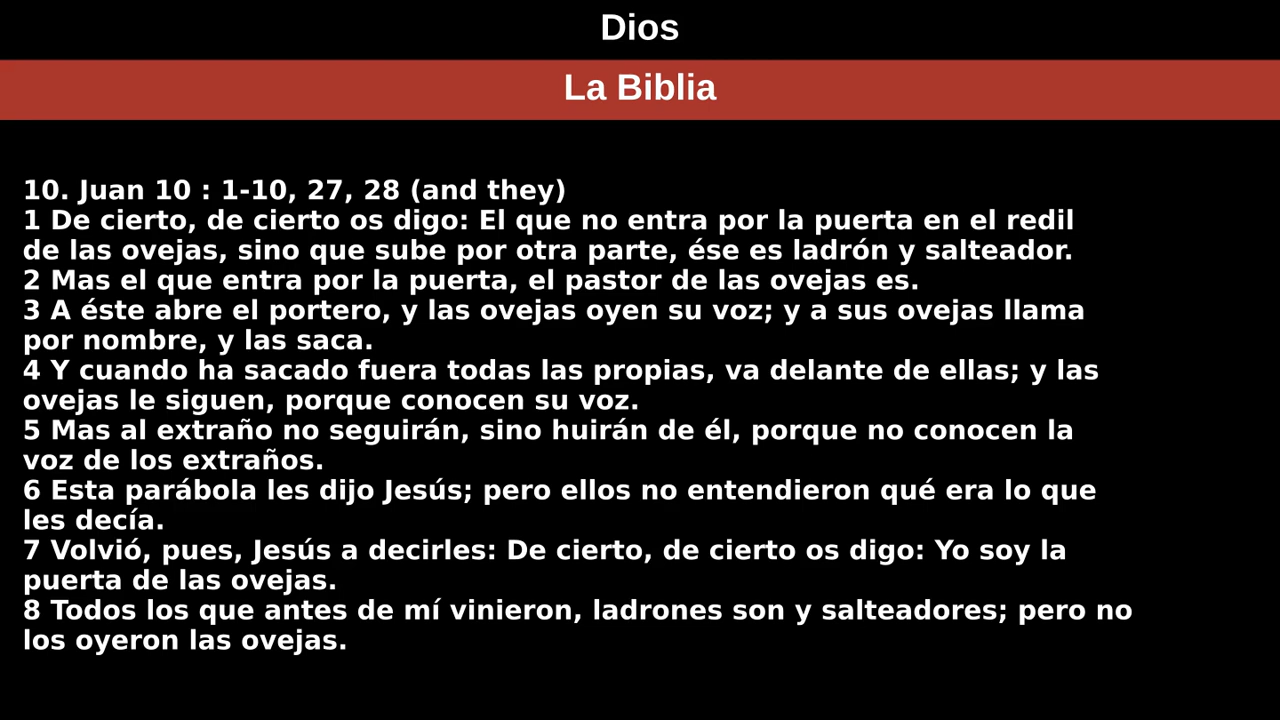 Dios
La Biblia
10. Juan 10 : 1-10, 27, 28 (and they)
1 De cierto, de cierto os digo: El que no entra por la puerta en el redil
de las ovejas, sino que sube por otra parte, ése es ladrón y salteador.
2 Mas el que entra por la puerta, el pastor de las ovejas es.
3 A éste abre el portero, y las ovejas oyen su voz; y a sus ovejas llama
por nombre, y las saca.
4 Y cuando ha sacado fuera todas las propias, va delante de ellas; y las
ovejas le siguen, porque conocen su voz.
5 Mas al extraño no seguirán, sino huirán de él, porque no conocen la
voz de los extraños.
6 Esta parábola les dijo Jesús; pero ellos no entendieron qué era lo que
les decía.
7 Volvió, pues, Jesús a decirles: De cierto, de cierto os digo: Yo soy la
puerta de las ovejas.
8 Todos los que antes de mí vinieron, ladrones son y salteadores; pero no
los oyeron las ovejas.